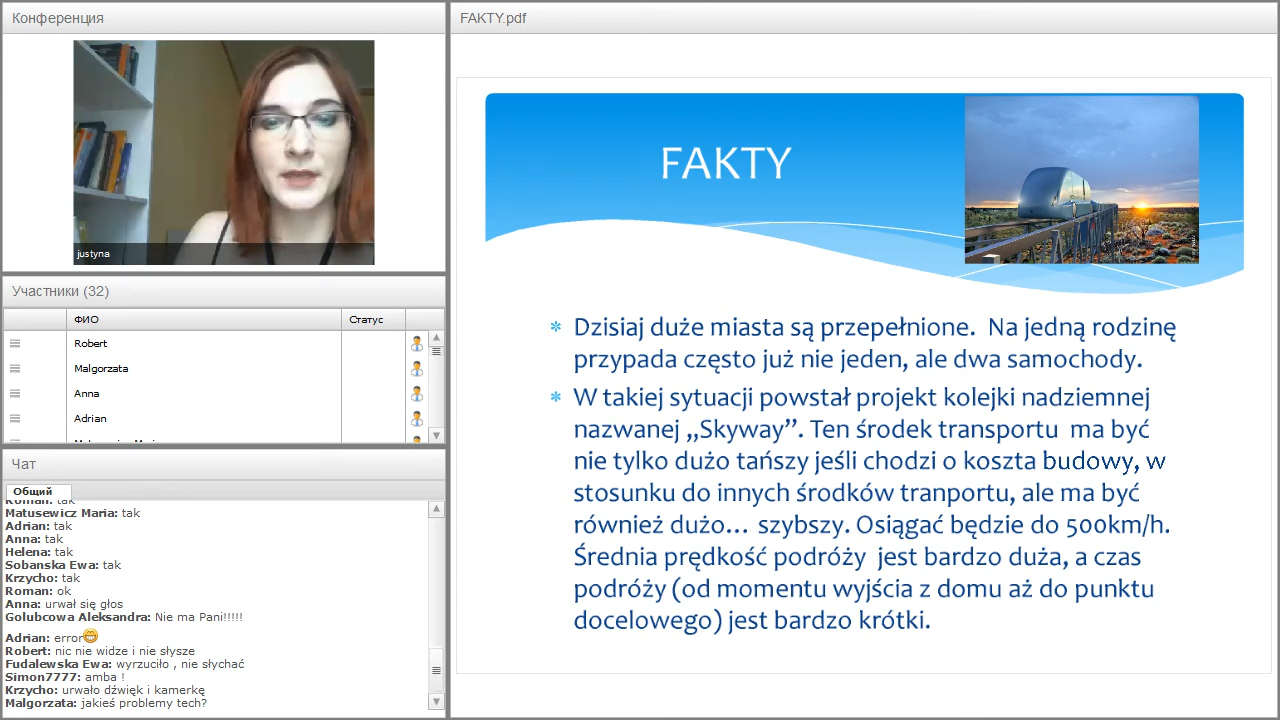 Конференция
justyna
Участники (32)
ФИО
Статус
Robert
Malgorzata
Anna
Adrian
Чат
Общий
Roman: tak
Matusewicz Maria: tak
Adrian: tak
Anna: tak
Helena: tak
Sobanska Ewa: tak
Krzycho: tak
Roman: ok
Anna: urwał się głos
Golubcowa Aleksandra: Nie ma Pani!!!!!
Adrian: error
Robert: nic nie widze i nie słysze
Fudalewska Ewa: wyrzuciło , nie słychać
Simon7777: amba !
Krzycho: urwało dźwięk i kamerkę
Malgorzata: jakieś problemy tech?
FAKTY.pdf
FAKTY
Dzisiaj duże miasta są przepełnione. Na jedną rodzinę
przypada często już nie jeden, ale dwa samochody.
W takiej sytuacji powstał projekt kolejki nadziemnej
nazwanej „Skyway”. Ten środek transportu ma być
nie tylko dużo tańszy jeśli chodzi o koszta budowy, w
stosunku do innych środków tranportu, ale ma być
również dużo... szybszy. Osiągać będzie do 500km/h.
Średnia prędkość podróży jest bardzo duża, a czas
podróży (od momentu wyjścia z domu aż do punktu
docelowego) jest bardzo krótki.